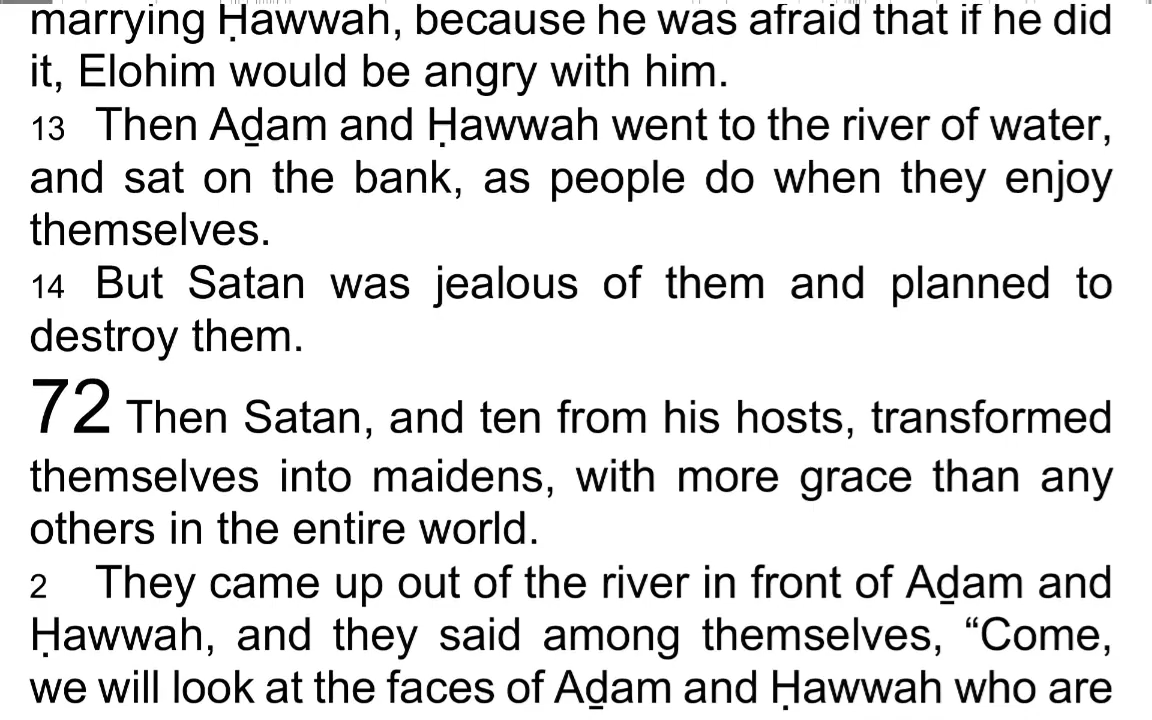 marrying Ḥawwah, because he was afraid that if he did
it, Elohim would be angry with him.
13 Then Aḏam and Ḥawwah went to the river of water,
and sat on the bank, as people do when they enjoy
themselves.
14 But Satan was jealous of them and planned to
destroy them.
72 Then Satan, and ten from his hosts, transformed
themselves into maidens, with more grace than any
others in the entire world.
2 They came up out of the river in front of Aḏam and
Ḥawwah, and they said among themselves, “Come,
we will look at the faces of Aḏam and Ḥawwah who are